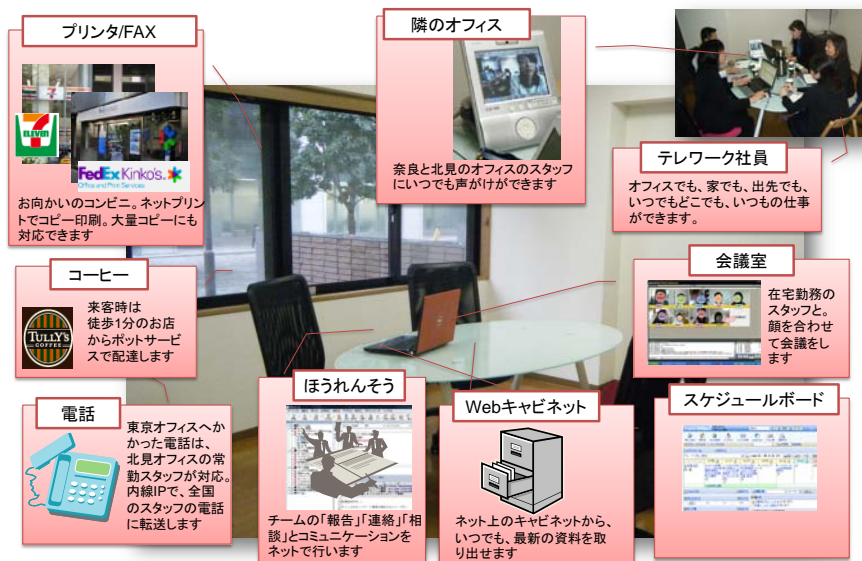 プリンタ/FAX
ELEVEN
FedEx Kinko's
Office and Print Services
お向かいのコンビニ。ネットプリン
トでコピー印刷。大量コピーにも
対応できます
隣のオフィス
奈良と北見のオフィスのスタッフ
にいつでも声がけができます
テレワーク社員
オフィスでも、家でも、出先でも、
いつでもどこでも、いつもの仕事
ができます。
コーヒー
TULLY'S
COFFEE
来客時は
徒歩1分のお店
からポットサービ
スで配達します
会議室
在宅勤務の
スタッフと。
顔を合わせ
て会議をし
ます
電話
東京オフィスへか
かった電話は、
北見オフィスの常
勤スタッフが対応。
内線IPで、全国
のスタッフの電話
に転送します
ほうれんそう
チームの「報告」「連絡」「相
談」とコミュニケーションを
ネットで行います
Webキャビネット
ネット上のキャビネットから、
いつでも、最新の資料を取
り出せます
スケジュールボード